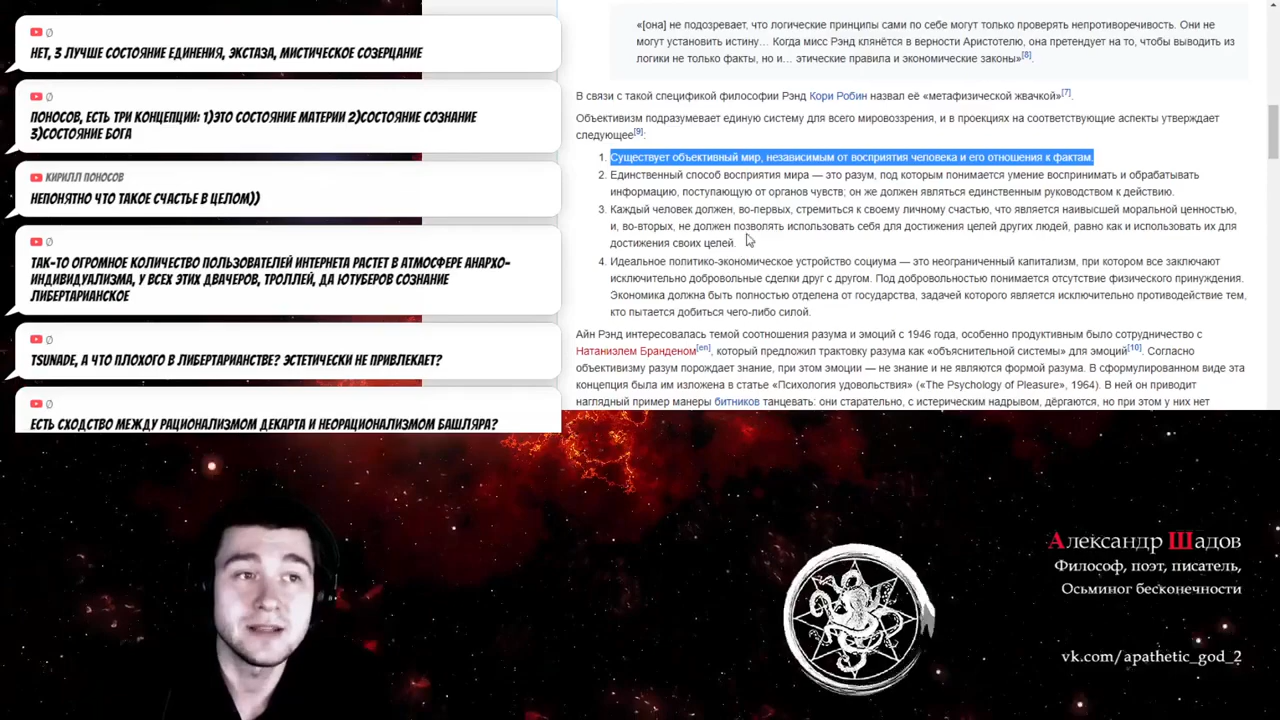 Ø
НЕТ, 3 ЛУЧШЕ СОСТОЯНИЕ ЕДИНЕНИЯ, ЭКСТАЗА, МИСТИЧЕСКОЕ СОЗЕРЦАНИЕ
Ø
ПОНОСОВ, ЕСТЬ ТРИ КОНЦЕПЦИИ: 1)ЭТО СОСТОЯНИЕ МАТЕРИИ 2)СОСТОЯНИЕ СОЗНАНИЕ
3)СОСТОЯНИЕ БОГА
КИРИЛЛ ПОНОСОВ
НЕПОНЯТНО ЧТО ТАКОЕ СЧАСТЬЕ В ЦЕЛОМ))
Ø
ТАК-ТО ОГРОМНОЕ КОЛИЧЕСТВО ПОЛЬЗОВАТЕЛЕЙ ИНТЕРНЕТА РАСТЕТ В АТМОСФЕРЕ АНАРХО-
ИНДИВИДУАЛИЗМА, У ВСЕХ ЭТИХ ДВАЧЕРОВ, ТРОЛЛЕЙ, ДА ЮТУБЕРОВ СОЗНАНИЕ
ЛИБЕРТАРИАНСКОЕ
Ø
TSUNADE, А ЧТО ПЛОХОГО В ЛИБЕРТАРИАНСТВЕ? ЭСТЕТИЧЕСКИ НЕ ПРИВЛЕКАЕТ?
Ø
ЕСТЬ СХОДСТВО МЕЖДУ РАЦИОНАЛИЗМОМ ДЕКАРТА И НЕОРАЦИОНАЛИЗМОМ БАШЛЯРА?
«[она] не подозревает, что логические принципы сами по себе могут только проверять непротиворечивость. Они не
могут установить истину… Когда мисс Рэнд клянётся в верности Аристотелю, она претендует на то, чтобы выводить из
логики не только факты, но и… этические правила и экономические законы»[8].
В связи с такой спецификой философии Рэнд Кори Робин назвал её «метафизической жвачкой»[7].
Объективизм подразумевает единую систему для всего мировоззрения, и в проекциях на соответствующие аспекты утверждает
следующее[9]:
1. Существует объективный мир, независимым от восприятия человека и его отношения к фактам.
2. Единственный способ восприятия мира — это разум, под которым понимается умение воспринимать и обрабатывать
информацию, поступающую от органов чувств; он же должен являться единственным руководством к действию.
3. Каждый человек должен, во-первых, стремиться к своему личному счастью, что является наивысшей моральной ценностью,
и, во-вторых, не должен позволять использовать себя для достижения целей других людей, равно как и использовать их для
достижения своих целей.
4. Идеальное политико-экономическое устройство социума — это неограниченный капитализм, при котором все заключают
исключительно добровольные сделки друг с другом. Под добровольностью понимается отсутствие физического принуждения.
Экономика должна быть полностью отделена от государства, задачей которого является исключительно противодействие тем,
кто пытается добиться чего-либо силой.
Айн Рэнд интересовалась темой соотношения разума и эмоций с 1946 года, особенно продуктивным было сотрудничество с
Натаниэлем Бранденом[en], который предложил трактовку разума как «объяснительной системы» для эмоций[10]. Согласно
объективизму разум порождает знание, при этом эмоции — не знание и не являются формой разума. В сформулированном виде эта
концепция была им изложена в статье «Психология удовольствия» («The Psychology of Pleasure», 1964). В ней он приводит
наглядный пример манеры битников танцевать: они старательно, с истерическим надрывом, дёргаются, но при этом у них нет
Александр Шадов
Философ, поэт, писатель,
Осьминог бесконечности
vk.com/apathetic_god_2